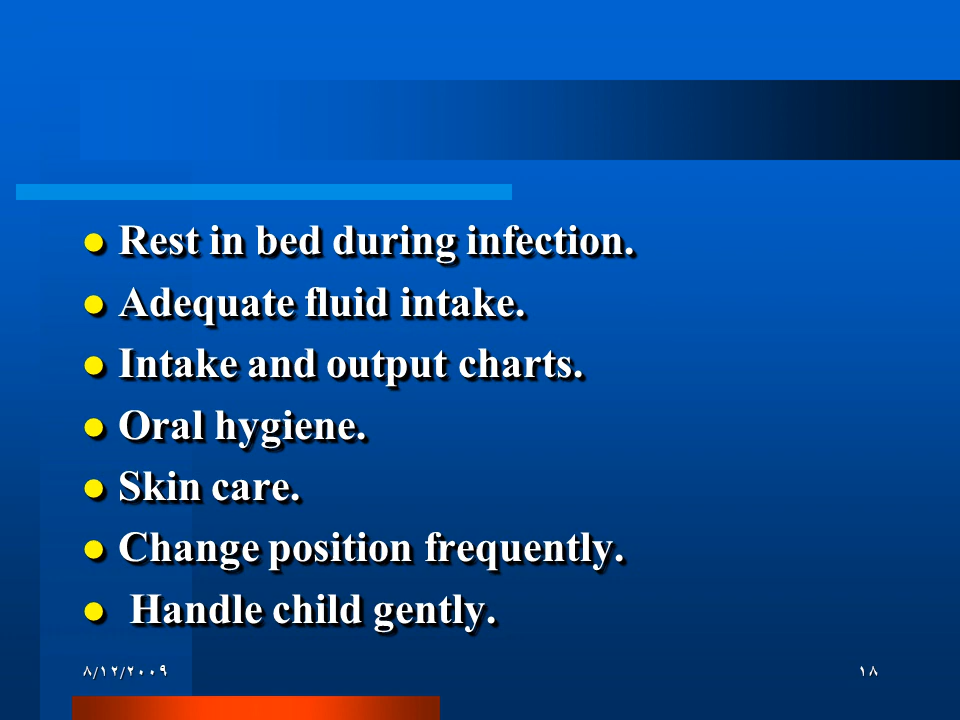 ● Rest in bed during infection.
● Adequate fluid intake.
● Intake and output charts.
● Oral hygiene.
● Skin care.
● Change position frequently.
● Handle child gently.
٨/١٢/٢٠٠٩ ١٨